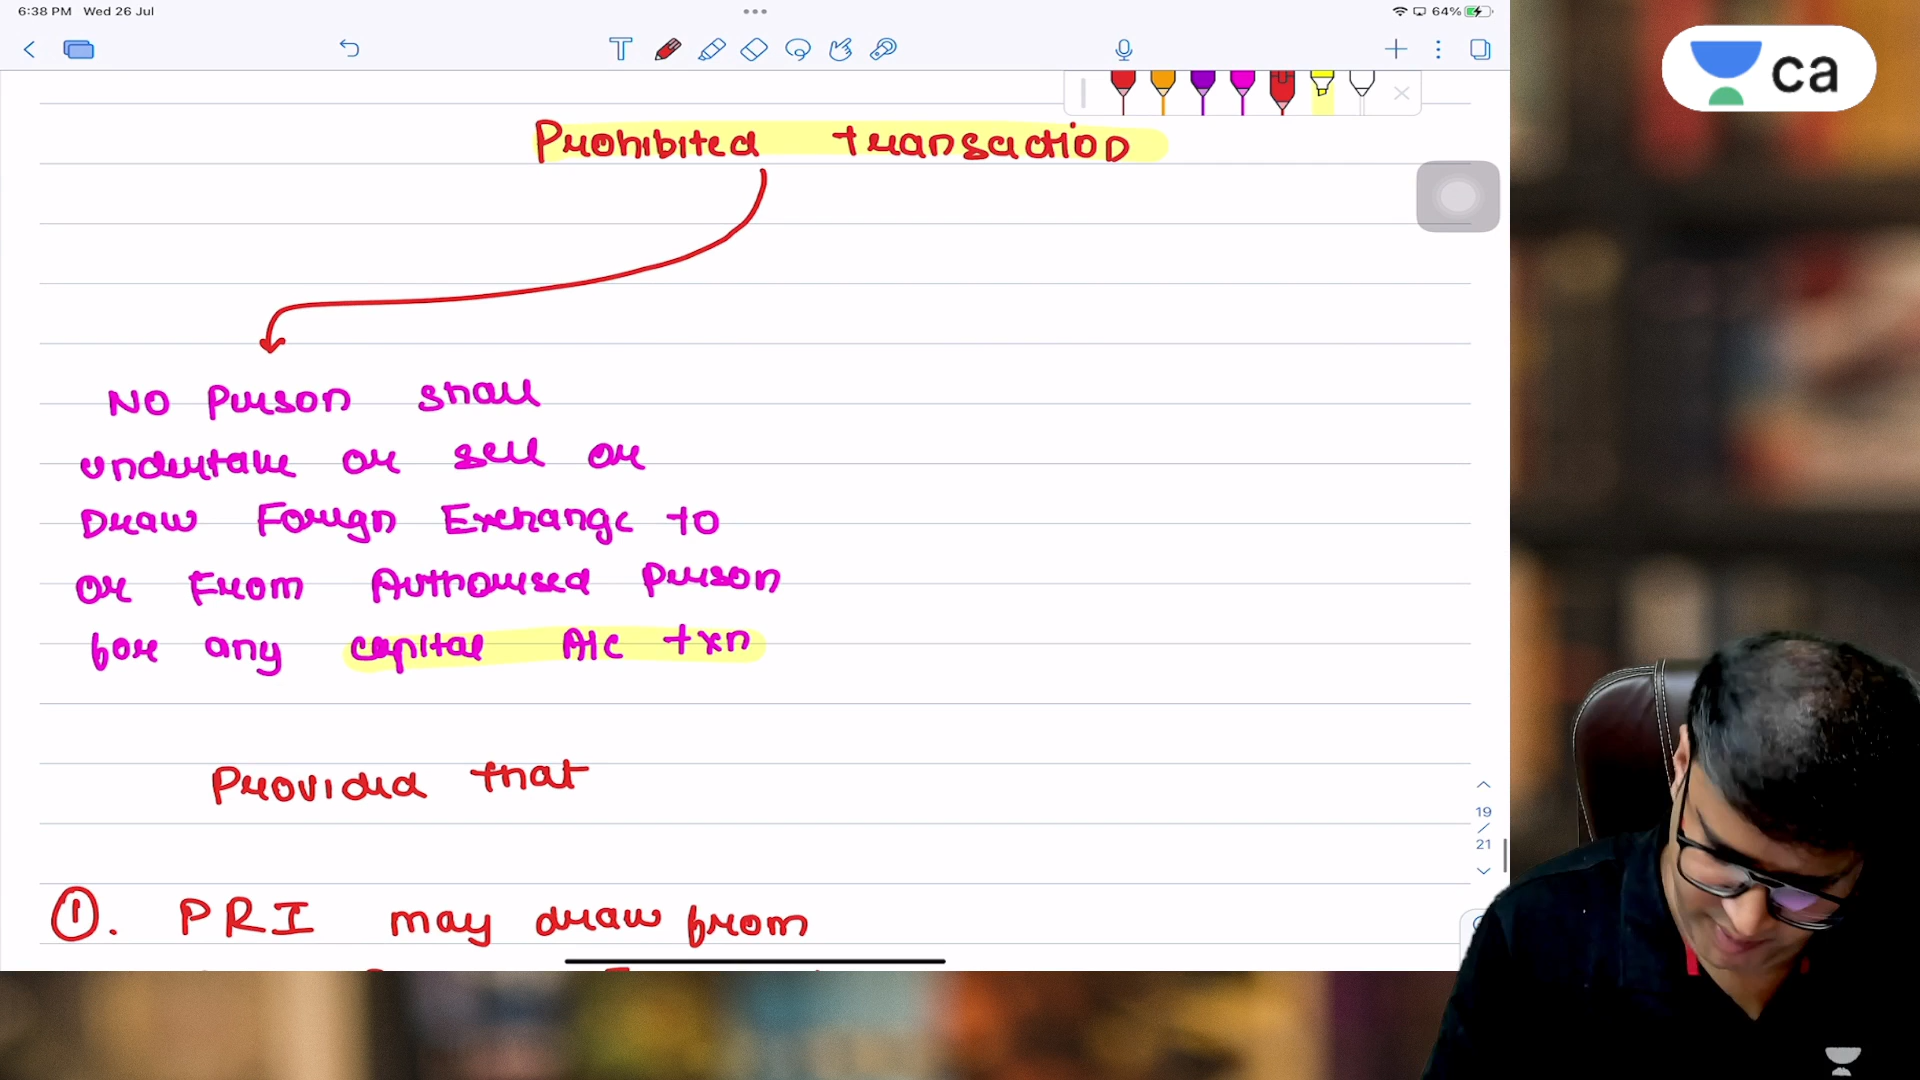 6:38 PM Wed 26 Jul
64%
ca
Prohibited transaction
No Person shall
undertake or sell or
Draw Foreign Exchange to
or From Authorised person
for any capital A/c txn
Provided that
19
/
21
①. PRI may draw from